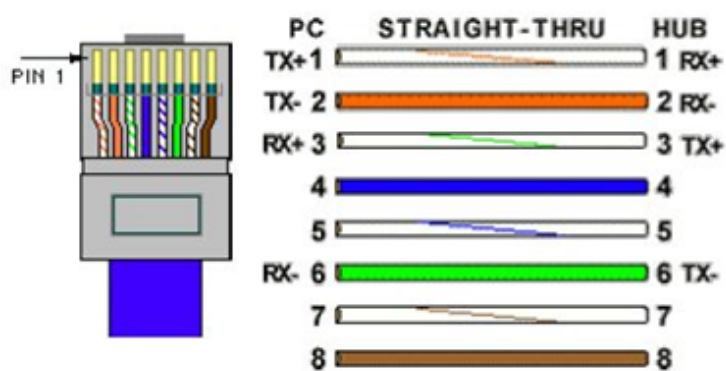 PC STRAIGHT-THRU HUB
PIN 1
TX+ 1 1 RX+
TX- 2 2 RX-
RX+ 3 3 TX+
4 4
5 5
RX- 6 6 TX-
7 7
8 8